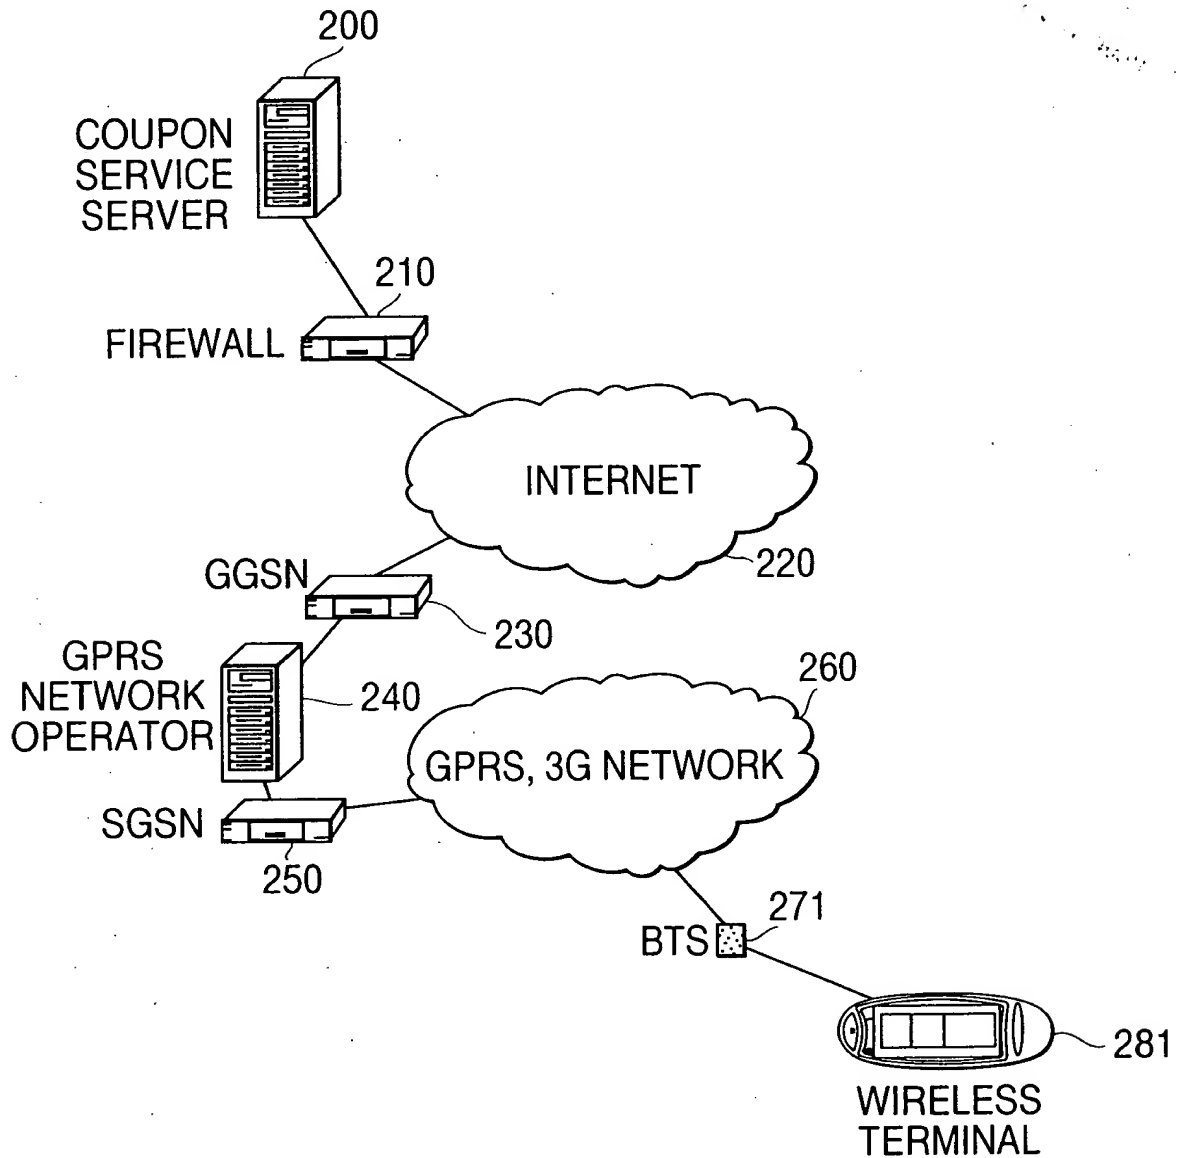 200
COUPON
SERVICE
SERVER
210
FIREWALL
INTERNET
220
GGSN
230
GPRS
NETWORK
OPERATOR
240
260
GPRS, 3G NETWORK
SGSN
250
271
BTS
281
WIRELESS
TERMINAL